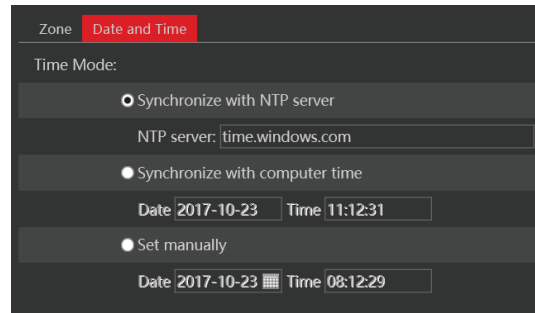 Zone Date and Time
Time Mode:
Synchronize with NTP server
NTP server: time.windows.com
Synchronize with computer time
Date 2017-10-23 Time 11:12:31
Set manually
Date 2017-10-23 Time 08:12:29